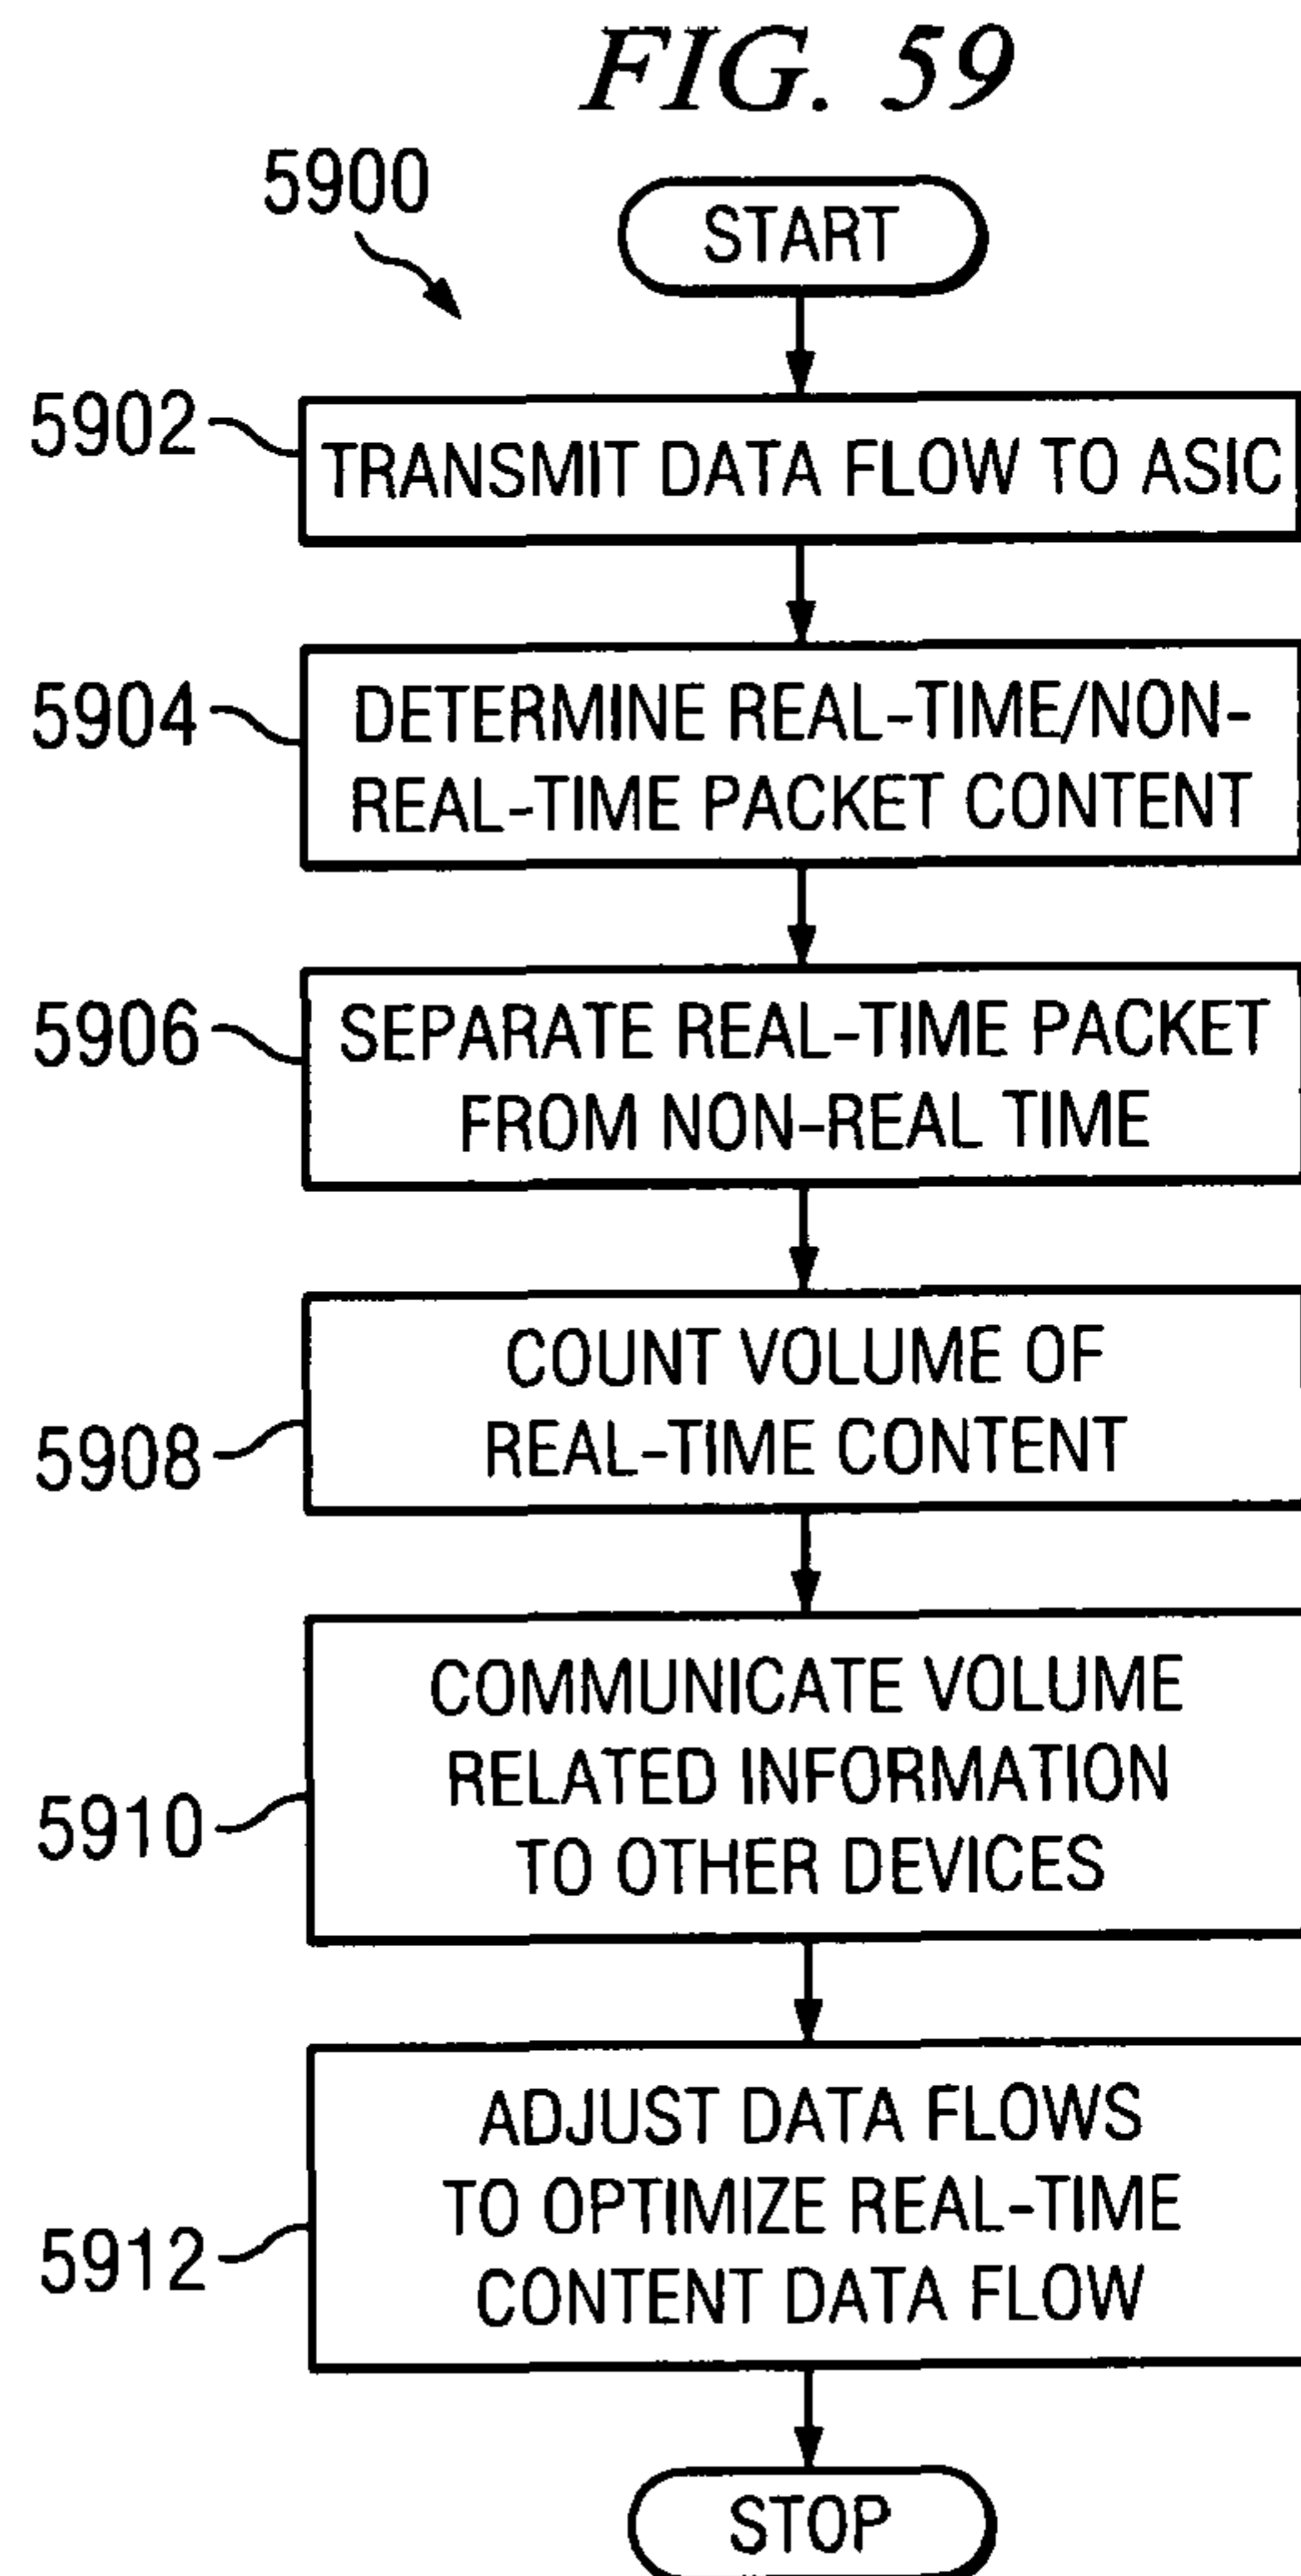 FIG. 59
5900
START
5902
TRANSMIT DATA FLOW TO ASIC
5904
DETERMINE REAL-TIME/NON-
REAL-TIME PACKET CONTENT
5906
SEPARATE REAL-TIME PACKET
FROM NON-REAL TIME
5908
COUNT VOLUME OF
REAL-TIME CONTENT
5910
COMMUNICATE VOLUME
RELATED INFORMATION
TO OTHER DEVICES
5912
ADJUST DATA FLOWS
TO OPTIMIZE REAL-TIME
CONTENT DATA FLOW
STOP